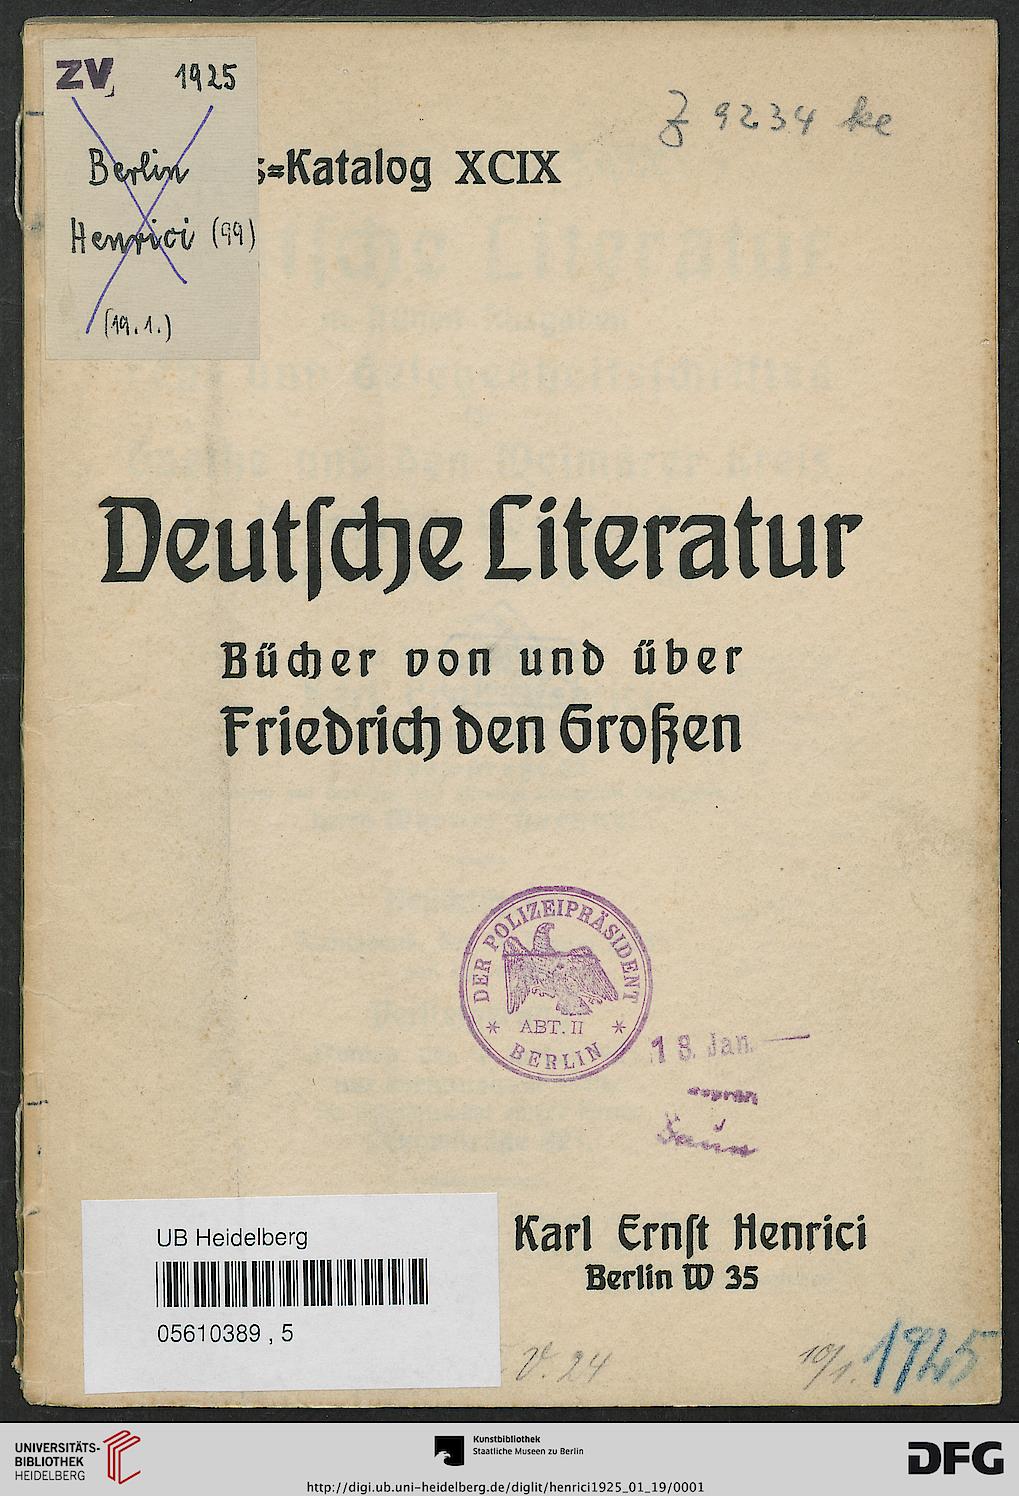 ZV, 1925
Berlin
Henrici (99)
(19.1.)
Z 9234 ke
s=Katalog XCIX
Deutſche Literatur
Bücher von und über
Friedrich den Großen
DER POLIZEIPRÄSIDENT
* ABT. II *
BERLIN
18. Jan.
Karl Ernſt Henrici
Berlin W 35
UB Heidelberg
05610389 , 5
V. 24
10/1. 1925
UNIVERSITÄTS-
BIBLIOTHEK
HEIDELBERG
Kunstbibliothek
Staatliche Museen zu Berlin
DFG
http://digi.ub.uni-heidelberg.de/diglit/henrici1925_01_19/0001